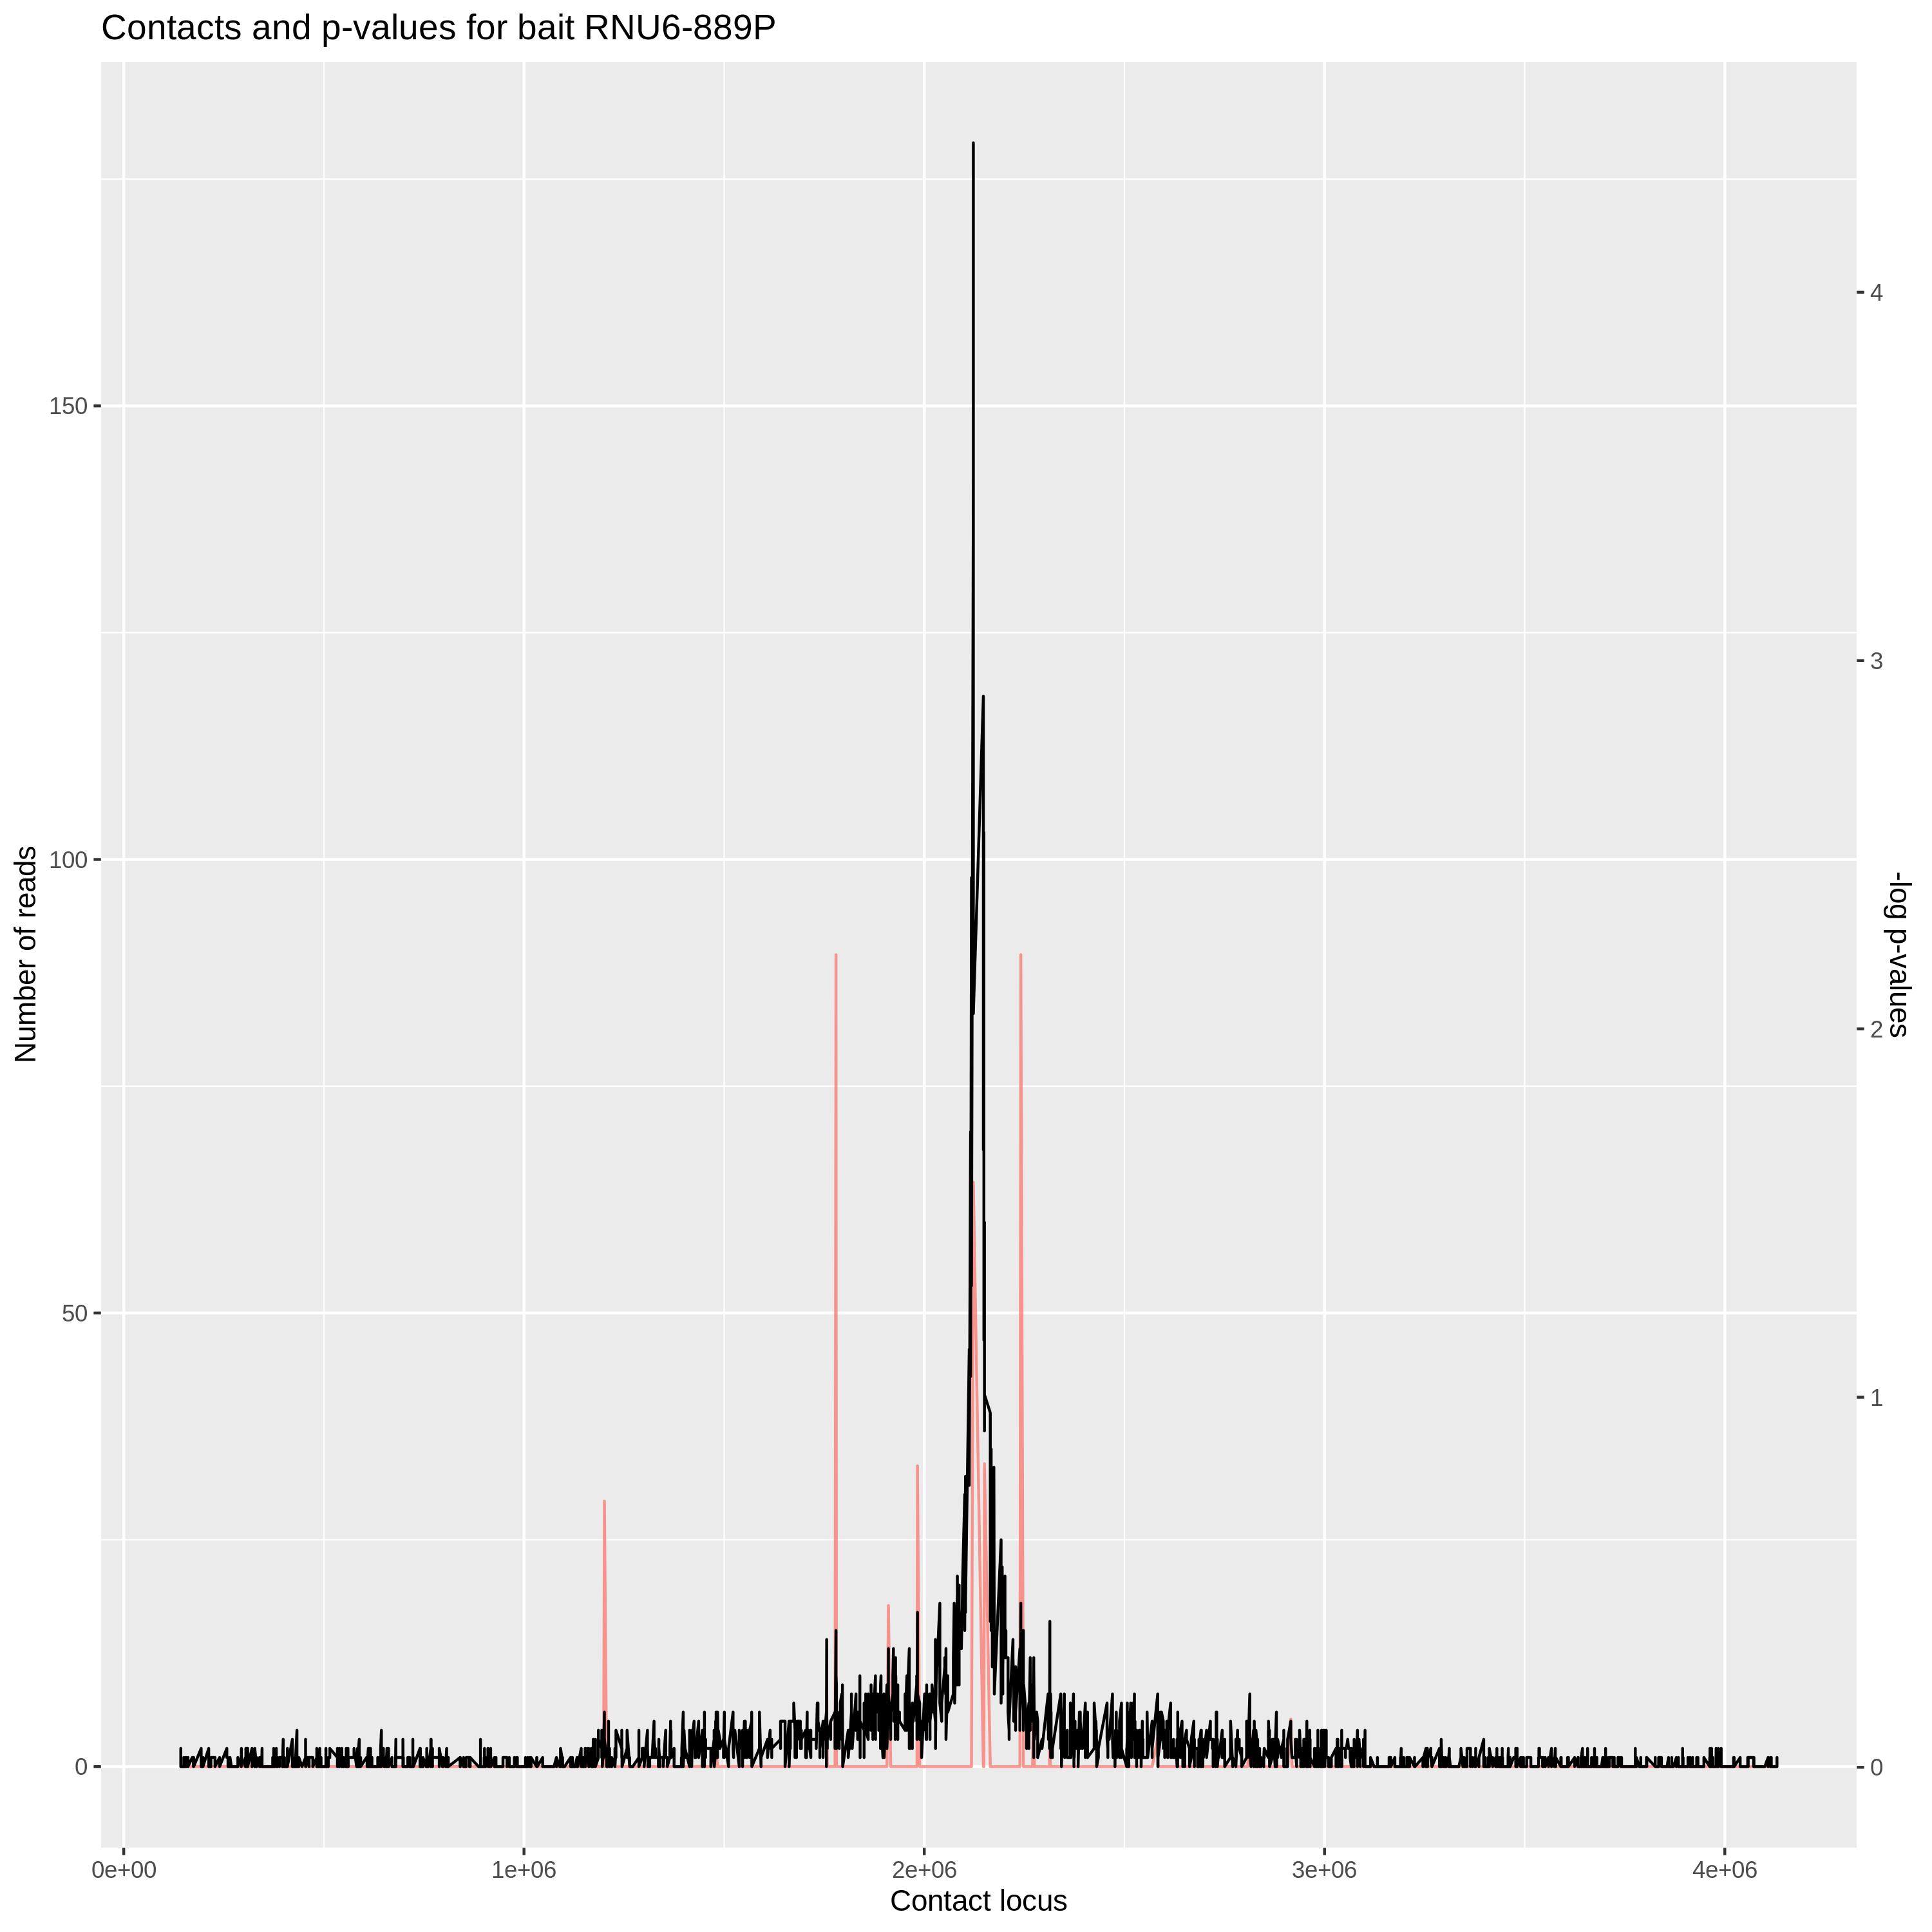 Contacts and p-values for bait RNU6-889P
Number of reads
150
100
50
0
4
3
2
1
0
-log p-values
0e+00
1e+06
2e+06
3e+06
4e+06
Contact locus